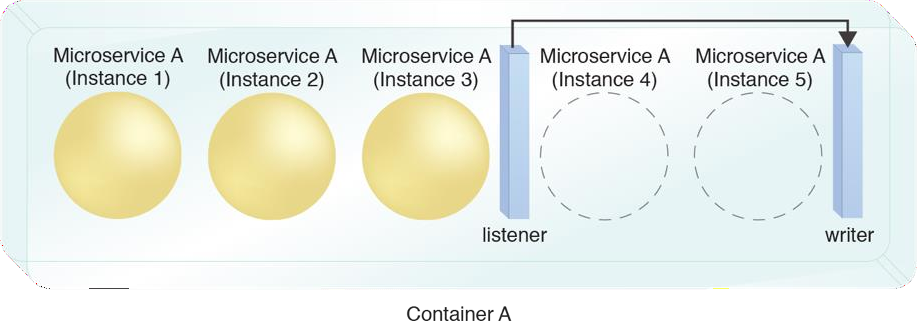 Microservice A
(Instance 1)
Microservice A
(Instance 2)
Microservice A
(Instance 3)
Microservice A
(Instance 4)
Microservice A
(Instance 5)
listener
writer
Container A